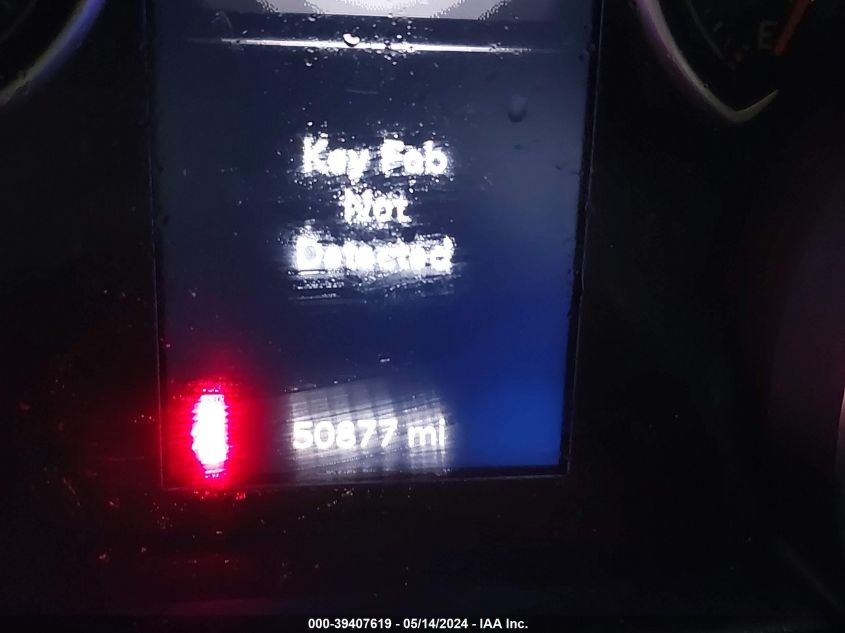 E
Key Fob
Not
Detected
50877 mi
000-39407619 - 05/14/2024 - IAA Inc.